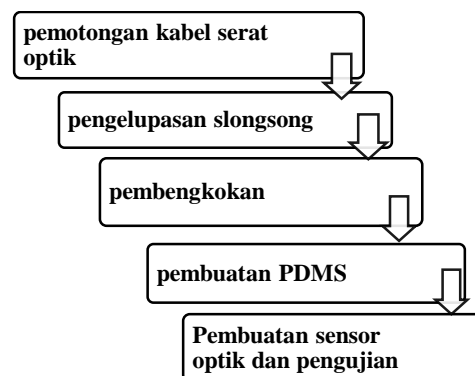 pemotongan kabel serat
optik
pengelupasan slongsong
pembengkokan
pembuatan PDMS
Pembuatan sensor
optik dan pengujian